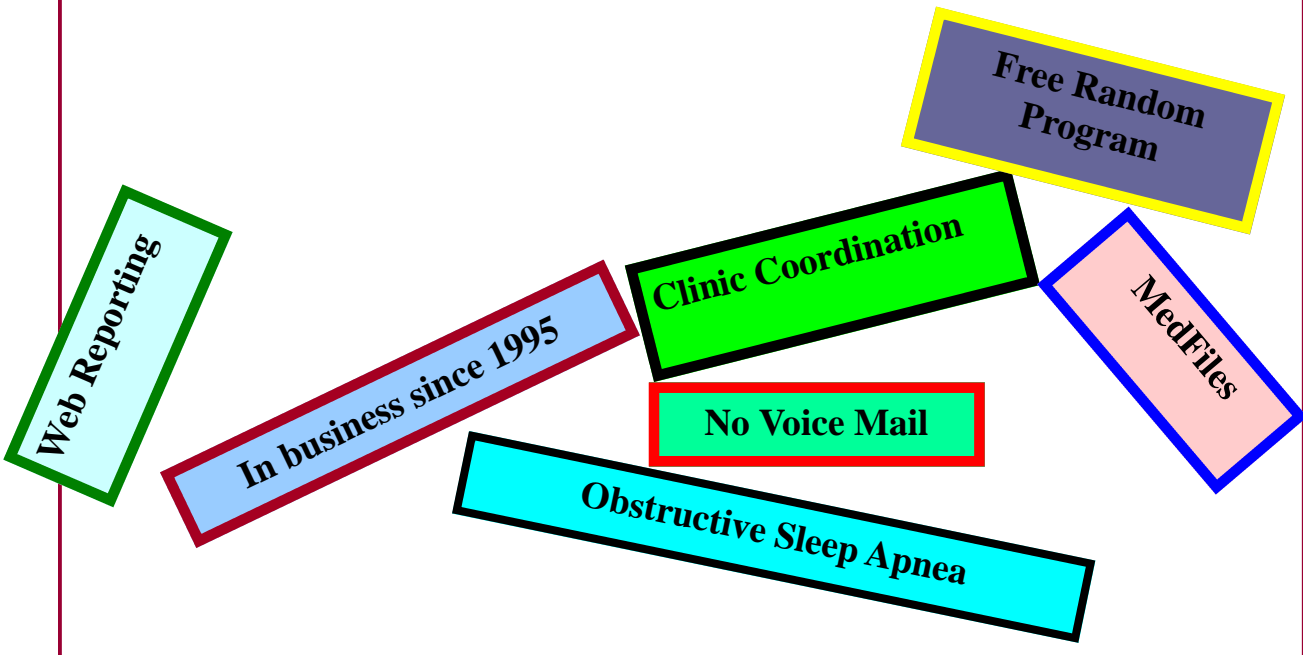 Free Random
Program
Clinic Coordination
Web Reporting
MedFiles
In business since 1995
No Voice Mail
Obstructive Sleep Apnea